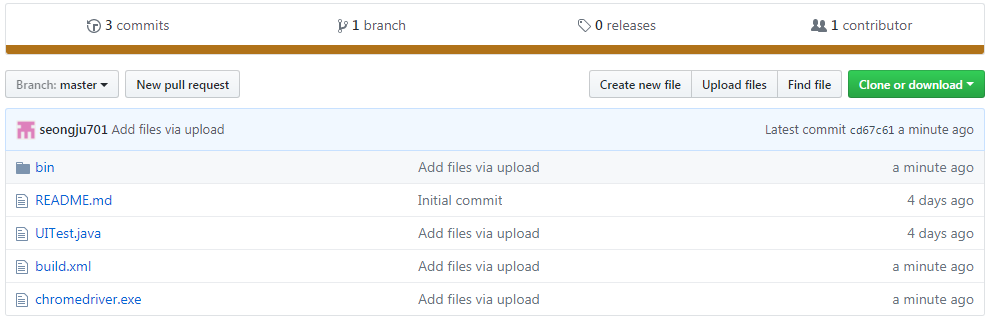 3 commits 1 branch 0 releases 1 contributor
Branch: master New pull request Create new file Upload files Find file Clone or download
seongju701 Add files via upload Latest commit cd67c61 a minute ago
bin Add files via upload a minute ago
README.md Initial commit 4 days ago
UITest.java Add files via upload 4 days ago
build.xml Add files via upload a minute ago
chromedriver.exe Add files via upload a minute ago